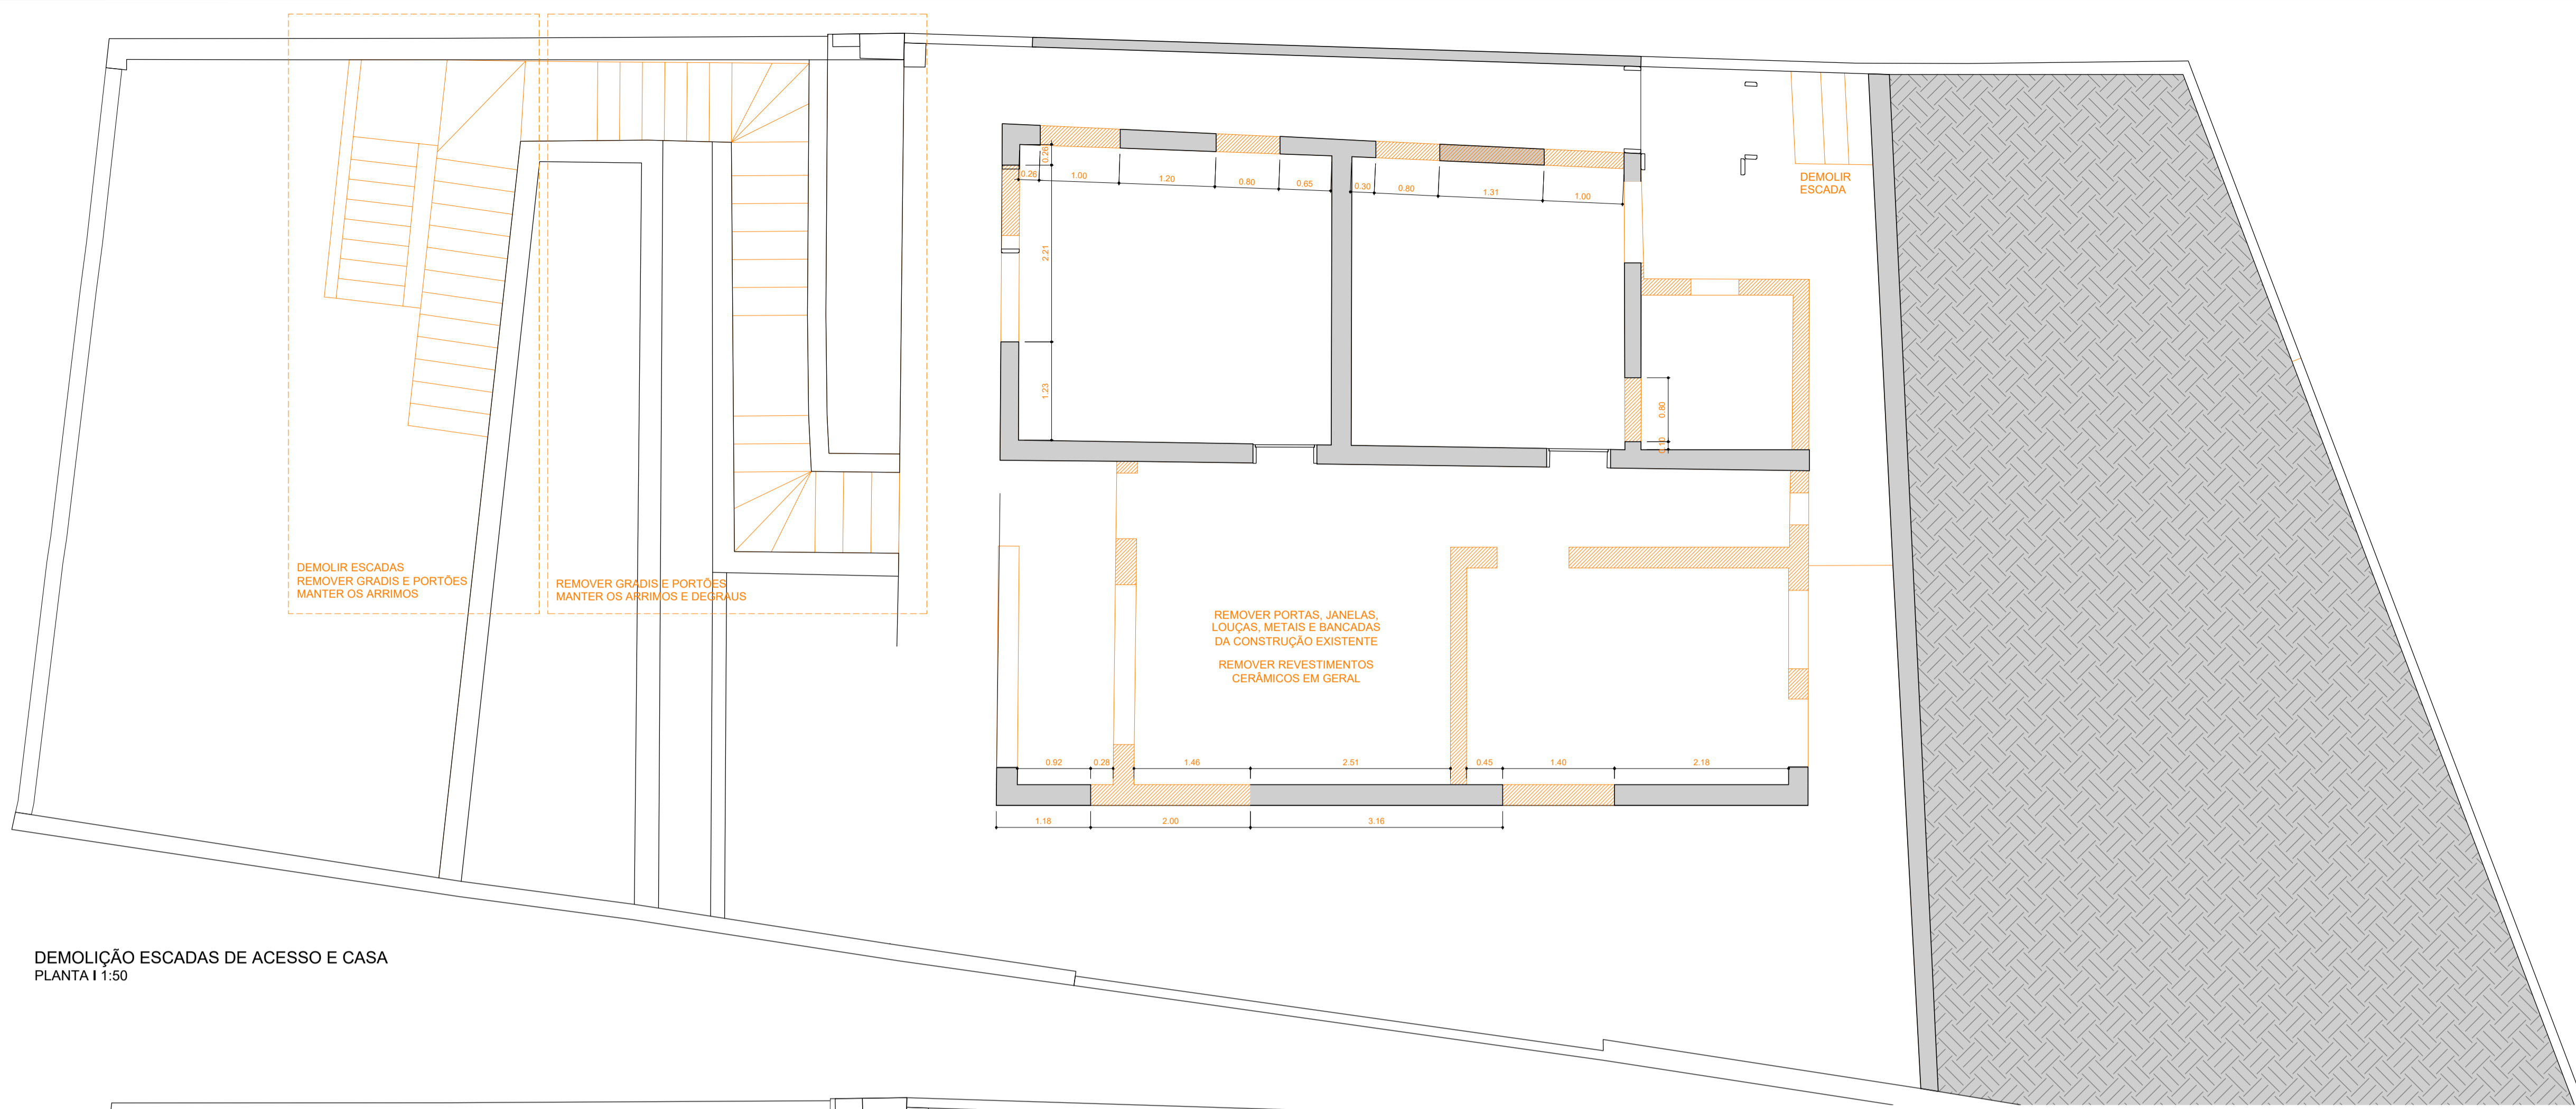 DEMOLIR
ESCADA
0.26
0.26
1.00
1.20
0.80
0.65
0.30
0.80
1.31
1.00
2.21
1.23
0.80
0.10
DEMOLIR ESCADAS
REMOVER GRADIS E PORTÕES
MANTER OS ARRIMOS
REMOVER GRADIS E PORTÕES
MANTER OS ARRIMOS E DEGRAUS
REMOVER PORTAS, JANELAS,
LOUÇAS, METAIS E BANCADAS
DA CONSTRUÇÃO EXISTENTE
REMOVER REVESTIMENTOS
CERÂMICOS EM GERAL
0.92
0.28
1.46
2.51
0.45
1.40
2.18
1.18
2.00
3.16
DEMOLIÇÃO ESCADAS DE ACESSO E CASA
PLANTA I 1:50